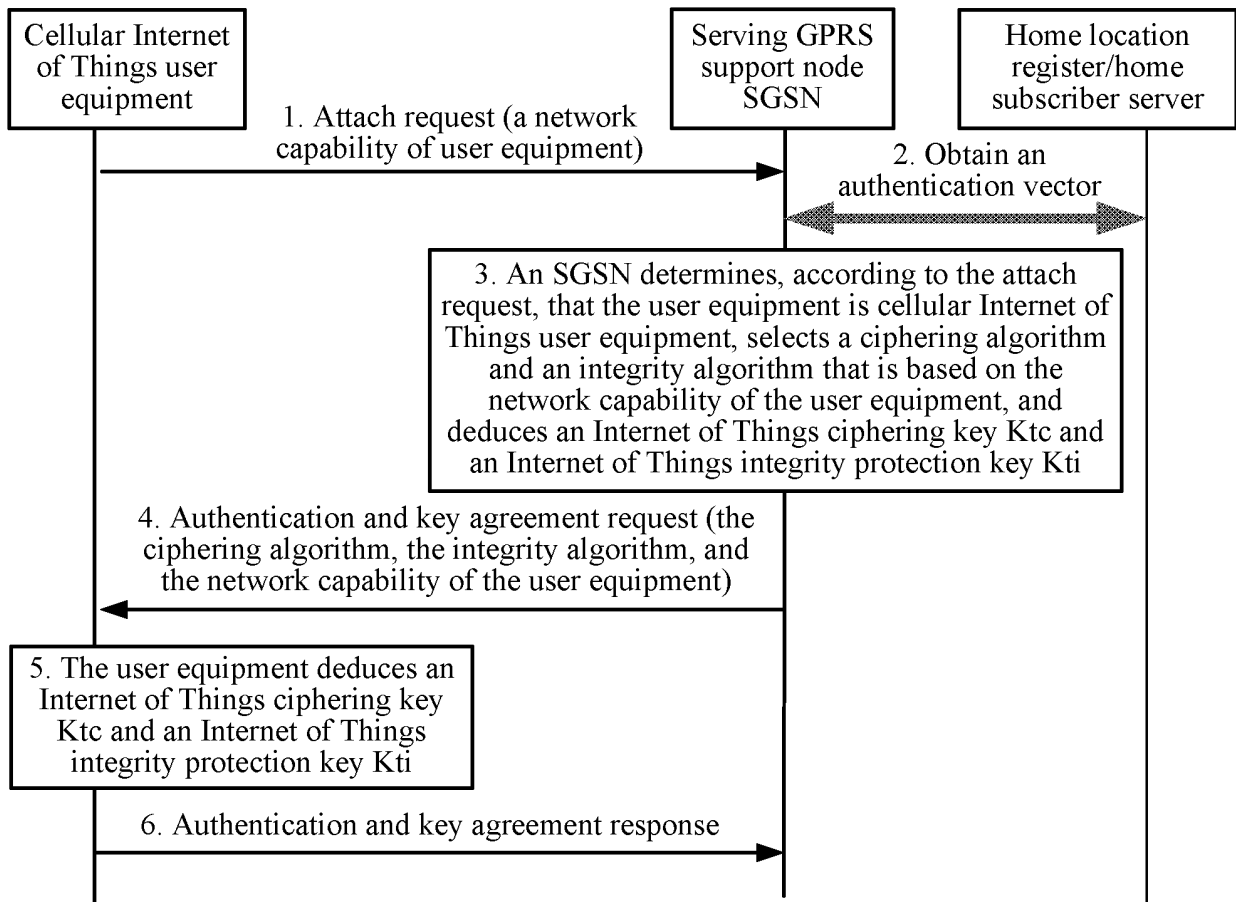 Cellular Internet
of Things user
equipment
Serving GPRS
support node
SGSN
Home location
register/home
subscriber server
1. Attach request (a network
capability of user equipment)
2. Obtain an
authentication vector
3. An SGSN determines, according to the attach
request, that the user equipment is cellular Internet of
Things user equipment, selects a ciphering algorithm
and an integrity algorithm that is based on the
network capability of the user equipment, and
deduces an Internet of Things ciphering key Ktc and
an Internet of Things integrity protection key Kti
4. Authentication and key agreement request (the
ciphering algorithm, the integrity algorithm, and
the network capability of the user equipment)
5. The user equipment deduces an
Internet of Things ciphering key
Ktc and an Internet of Things
integrity protection key Kti
6. Authentication and key agreement response